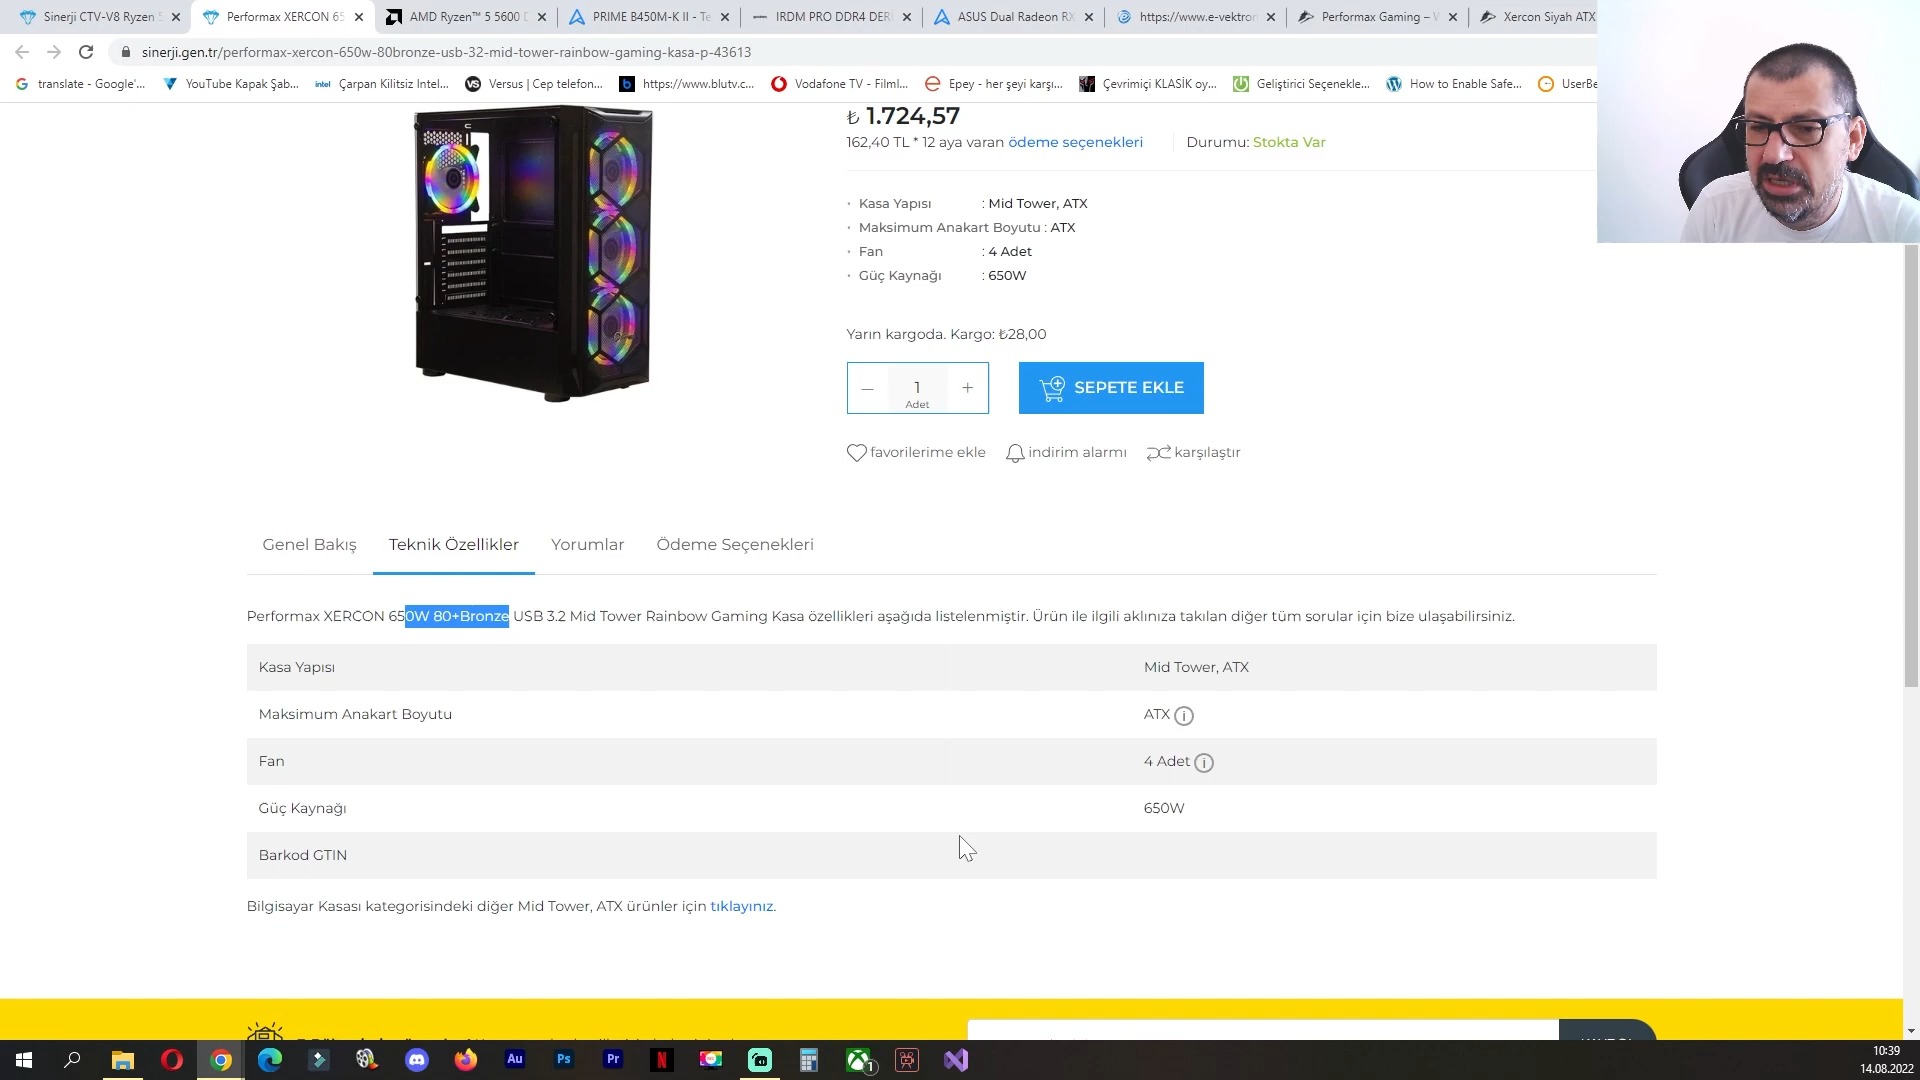 Sinerji CTV-V8 Ryzen 5
Performax XERCON 65
AMD Ryzen™ 5 5600 D
PRIME B450M-K II - Te
IRDM PRO DDR4 DER
ASUS Dual Radeon RX
https://www.e-vektron
Performax Gaming – V
Xercon Siyah ATX
sinerji.gen.tr/performax-xercon-650w-80bronze-usb-32-mid-tower-rainbow-gaming-kasa-p-43613
translate - Google'...
YouTube Kapak Şab...
intel
Çarpan Kilitsiz Intel...
VS
Versus | Cep telefon...
b
https://www.blutv.c...
Vodafone TV - Filml...
Epey - her şeyi karşı...
Çevrimiçi KLASİK oy...
Geliştirici Seçenekle...
How to Enable Safe...
UserBe
₺ 1.724,57
162,40 TL * 12 aya varan ödeme seçenekleri
Durumu: Stokta Var
Kasa Yapısı : Mid Tower, ATX
Maksimum Anakart Boyutu : ATX
Fan : 4 Adet
Güç Kaynağı : 650W
Yarın kargoda. Kargo: ₺28,00
– 1 +
Adet
SEPETE EKLE
favorilerime ekle
indirim alarmı
karşılaştır
Genel Bakış
Teknik Özellikler
Yorumlar
Ödeme Seçenekleri
Performax XERCON 650W 80+Bronze USB 3.2 Mid Tower Rainbow Gaming Kasa özellikleri aşağıda listelenmiştir. Ürün ile ilgili aklınıza takılan diğer tüm sorular için bize ulaşabilirsiniz.
Kasa Yapısı Mid Tower, ATX
Maksimum Anakart Boyutu ATX
Fan 4 Adet
Güç Kaynağı 650W
Barkod GTIN
Bilgisayar Kasası kategorisindeki diğer Mid Tower, ATX ürünler için tıklayınız.
Au
Ps
Pr
N
1
10:39
14.08.2022